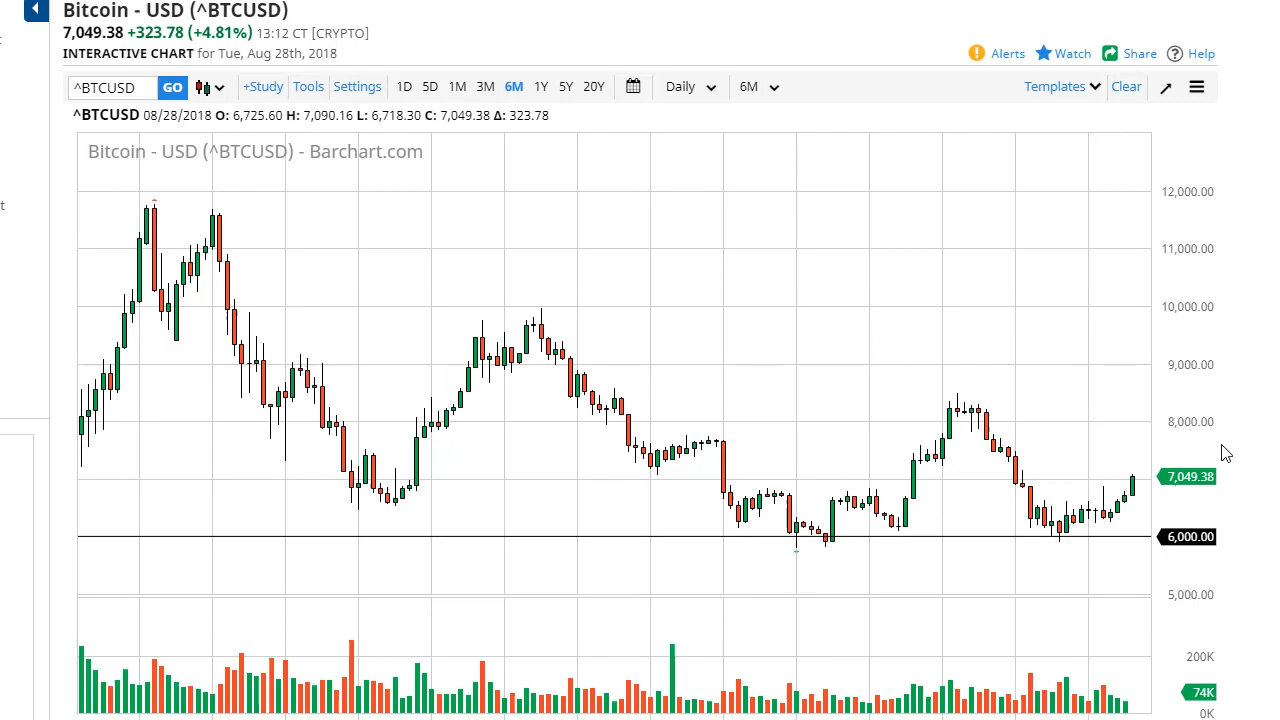 Bitcoin - USD (^BTCUSD)
7,049.38 +323.78 (+4.81%) 13:12 CT [CRYPTO]
INTERACTIVE CHART for Tue, Aug 28th, 2018
Alerts Watch Share Help
^BTCUSD GO +Study Tools Settings 1D 5D 1M 3M 6M 1Y 5Y 20Y Daily 6M Templates Clear
^BTCUSD 08/28/2018 O: 6,725.60 H: 7,090.16 L: 6,718.30 C: 7,049.38 Δ: 323.78
Bitcoin - USD (^BTCUSD) - Barchart.com
12,000.00
t
11,000.00
10,000.00
9,000.00
8,000.00
7,049.38
6,000.00
5,000.00
200K
74K
0K